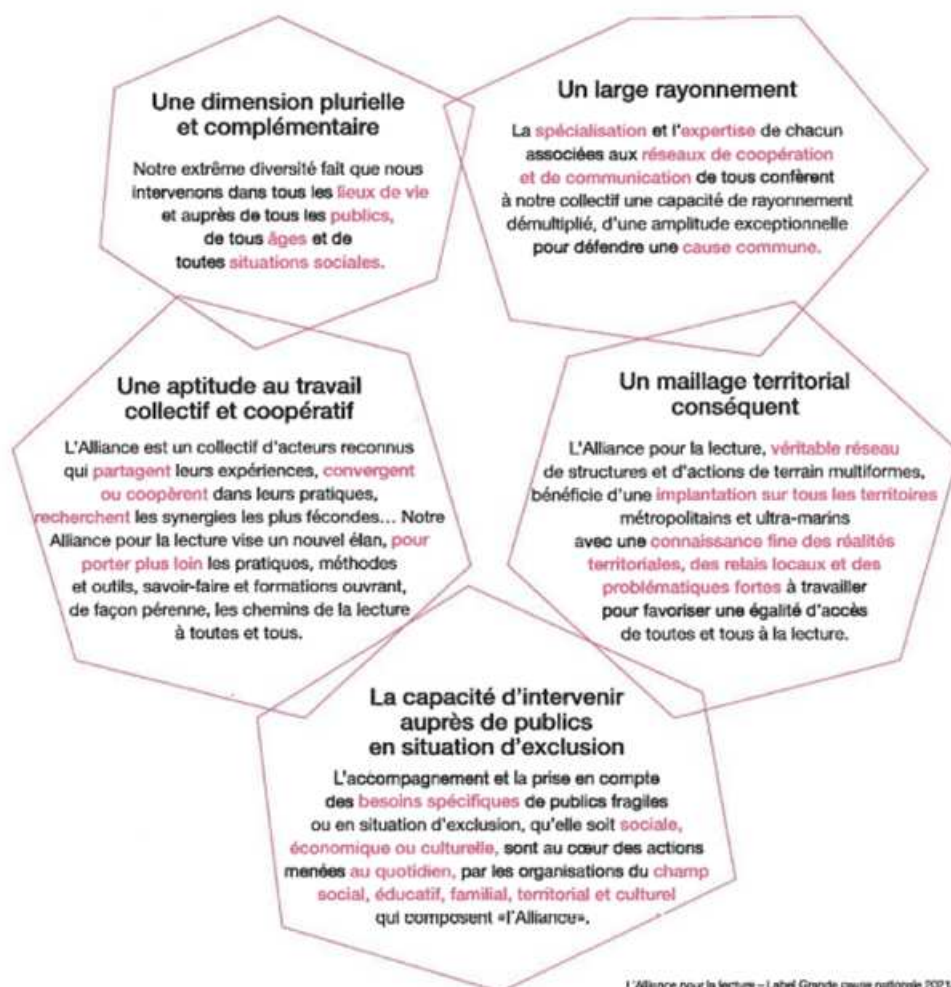 Une dimension plurielle
et complémentaire
Notre extrême diversité fait que nous
intervenons dans tous les lieux de vie
et auprès de tous les publics,
de tous âges et de
toutes situations sociales.
Un large rayonnement
La spécialisation et l'expertise de chacun
associées aux réseaux de coopération
et de communication de tous confèrent
à notre collectif une capacité de rayonnement
démultiplié, d'une amplitude exceptionnelle
pour défendre une cause commune.
Une aptitude au travail
collectif et coopératif
L'Alliance est un collectif d'acteurs reconnus
qui partagent leurs expériences, convergent
ou coopèrent dans leurs pratiques,
recherchent les synergies les plus fécondes... Notre
Alliance pour la lecture vise un nouvel élan, pour
porter plus loin les pratiques, méthodes
et outils, savoir-faire et formations ouvrant,
de façon pérenne, les chemins de la lecture
à toutes et tous.
Un maillage territorial
conséquent
L'Alliance pour la lecture, véritable réseau
de structures et d'actions de terrain multiformes,
bénéficie d'une implantation sur tous les territoires
métropolitains et ultra-marins
avec une connaissance fine des réalités
territoriales, des relais locaux et des
problématiques fortes à travailler
pour favoriser une égalité d'accès
de toutes et tous à la lecture.
La capacité d'intervenir
auprès de publics
en situation d'exclusion
L'accompagnement et la prise en compte
des besoins spécifiques de publics fragiles
ou en situation d'exclusion, qu'elle soit sociale,
économique ou culturelle, sont au cœur des actions
menées au quotidien, par les organisations du champ
social, éducatif, familial, territorial et culturel
qui composent «l'Alliance».
L'Alliance pour la lecture – Label Grande cause nationale 2021